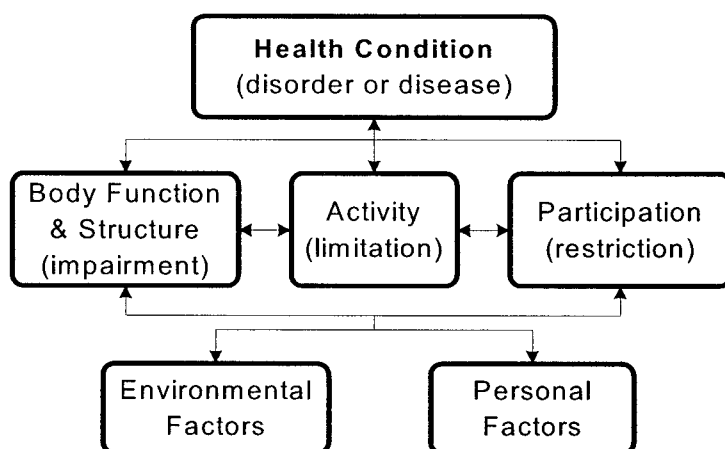 Health Condition
(disorder or disease)
Body Function
& Structure
(impairment)
Activity
(limitation)
Participation
(restriction)
Environmental
Factors
Personal
Factors